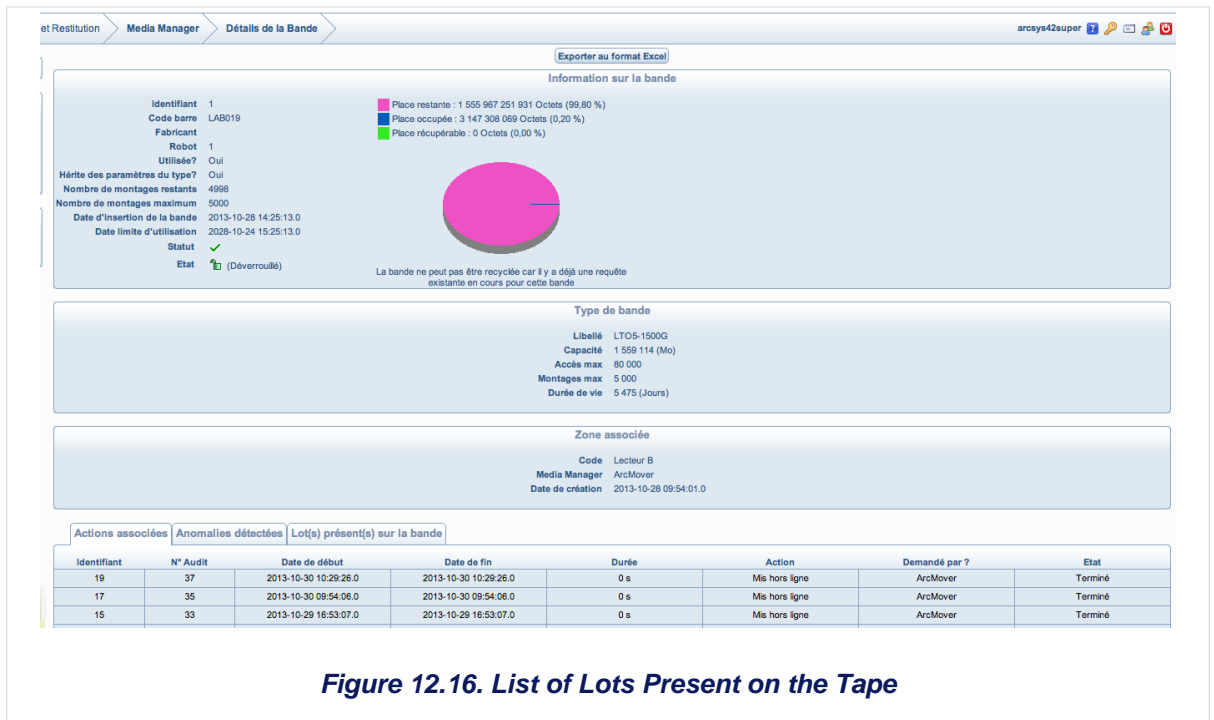 et Restitution Media Manager Détails de la Bande arcsys42super
Exporter au format Excel
Information sur la bande
Identifiant 1
Code barre LAB019
Fabricant
Robot 1
Utilisée? Oui
Hérite des paramètres du type? Oui
Nombre de montages restants 4998
Nombre de montages maximum 5000
Date d'insertion de la bande 2013-10-28 14:25:13.0
Date limite d'utilisation 2028-10-24 15:25:13.0
Statut
Etat (Déverrouillé)
Place restante : 1 555 967 251 931 Octets (99,80 %)
Place occupée : 3 147 308 069 Octets (0,20 %)
Place récupérable : 0 Octets (0,00 %)
La bande ne peut pas être recyclée car il y a déjà une requête
existante en cours pour cette bande
Type de bande
Libellé LTO5-1500G
Capacité 1 559 114 (Mo)
Accès max 80 000
Montages max 5 000
Durée de vie 5 475 (Jours)
Zone associée
Code Lecteur B
Media Manager ArcMover
Date de création 2013-10-28 09:54:01.0
Actions associées Anomalies détectées Lot(s) présent(s) sur la bande
Identifiant N° Audit Date de début Date de fin Durée Action Demandé par ? Etat
19 37 2013-10-30 10:29:26.0 2013-10-30 10:29:26.0 0 s Mis hors ligne ArcMover Terminé
17 35 2013-10-30 09:54:06.0 2013-10-30 09:54:06.0 0 s Mis hors ligne ArcMover Terminé
15 33 2013-10-29 16:53:07.0 2013-10-29 16:53:07.0 0 s Mis hors ligne ArcMover Terminé
Figure 12.16. List of Lots Present on the Tape